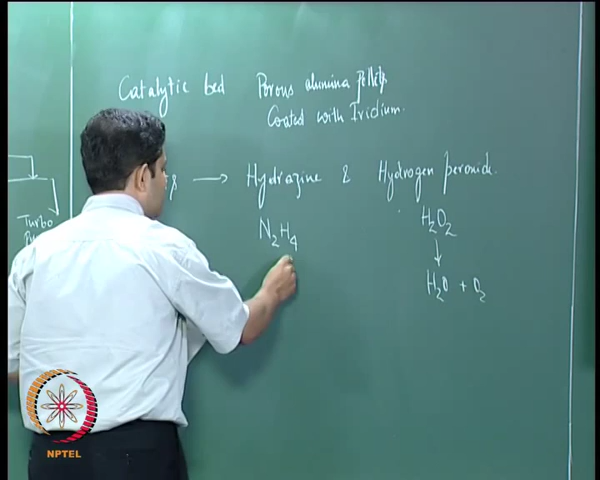 Catalytic bed Porous alumina pellets
Coated with Iridium.
→ Hydrazine & Hydrogen peroxide.
N2H4 H2O2
↓
H2O + O2
Turbo
NPTEL